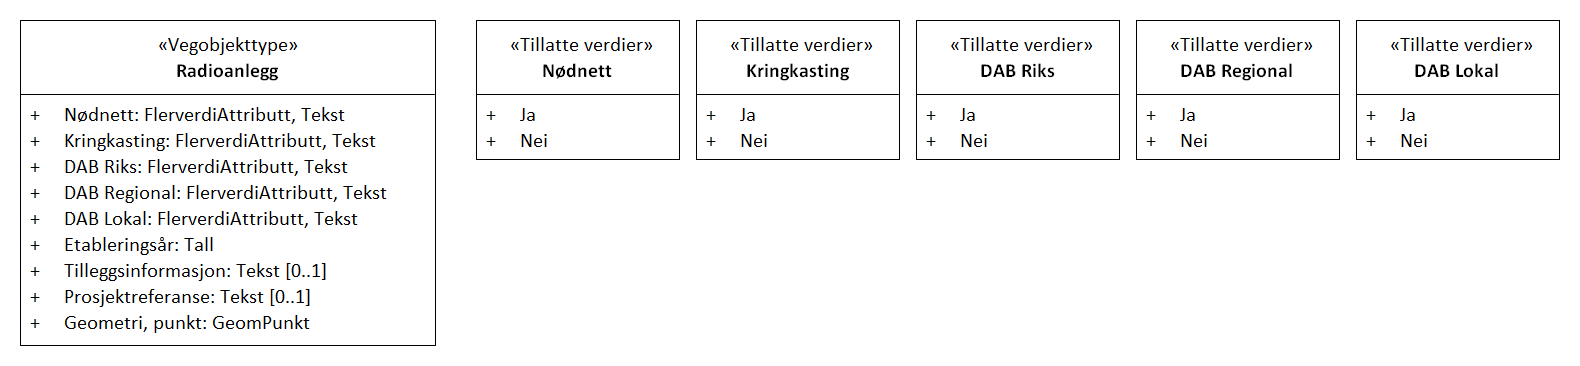 «Vegobjekttype»
Radioanlegg
+ Nødnett: FlerverdiAttributt, Tekst
+ Kringkasting: FlerverdiAttributt, Tekst
+ DAB Riks: FlerverdiAttributt, Tekst
+ DAB Regional: FlerverdiAttributt, Tekst
+ DAB Lokal: FlerverdiAttributt, Tekst
+ Etableringsår: Tall
+ Tilleggsinformasjon: Tekst [0..1]
+ Prosjektreferanse: Tekst [0..1]
+ Geometri, punkt: GeomPunkt
«Tillatte verdier»
Nødnett
+ Ja
+ Nei
«Tillatte verdier»
Kringkasting
+ Ja
+ Nei
«Tillatte verdier»
DAB Riks
+ Ja
+ Nei
«Tillatte verdier»
DAB Regional
+ Ja
+ Nei
«Tillatte verdier»
DAB Lokal
+ Ja
+ Nei